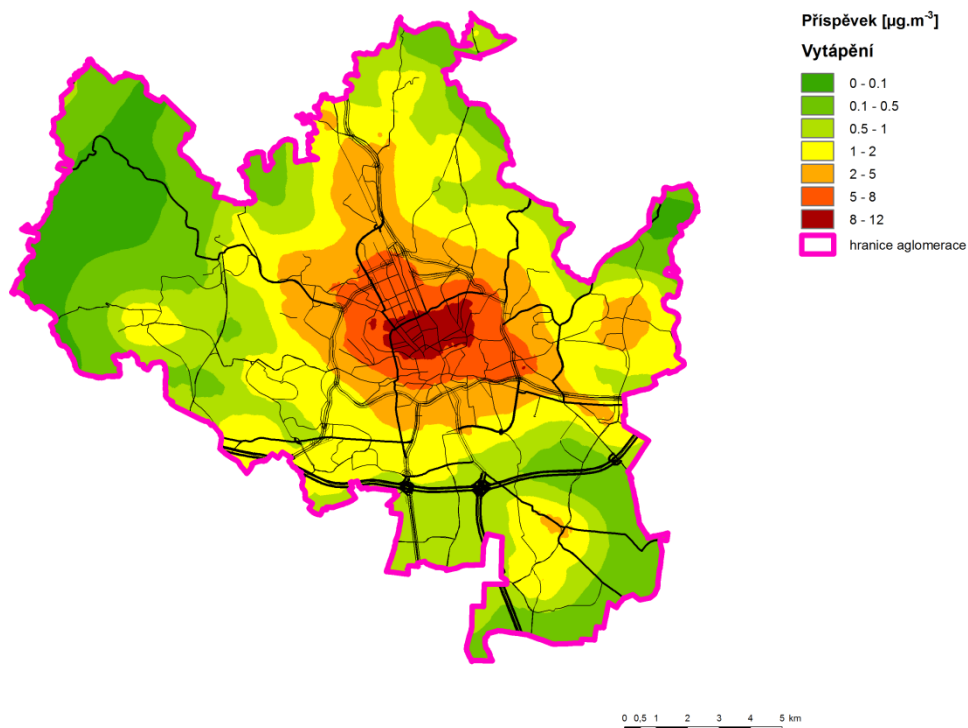 Příspěvek [µg.m⁻³]
Vytápění
0 - 0.1
0.1 - 0.5
0.5 - 1
1 - 2
2 - 5
5 - 8
8 - 12
hranice aglomerace
0 0,5 1 2 3 4 5 km